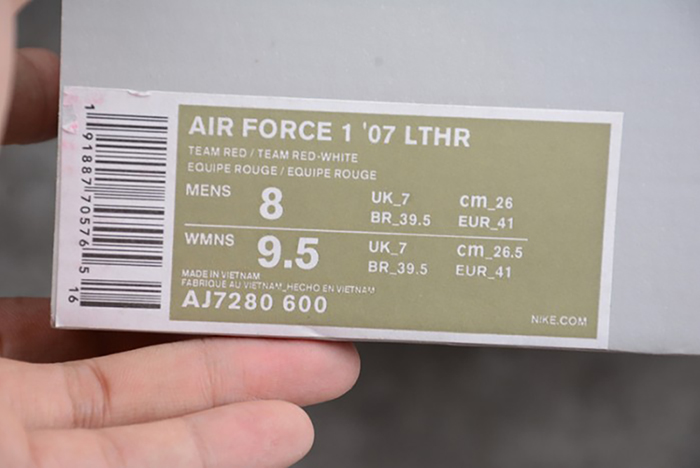 AIR FORCE 1 '07 LTHR
TEAM RED / TEAM RED-WHITE
EQUIPE ROUGE / EQUIPE ROUGE
MENS 8 UK_7 cm_26
BR_39.5 EUR_41
WMNS 9.5 UK_7 cm_26.5
BR_39.5 EUR_41
MADE IN VIETNAM
FABRIQUÉ AU VIETNAM_HECHO EN VIETNAM
AJ7280 600
NIKE.COM
1 91887 70576 5 16